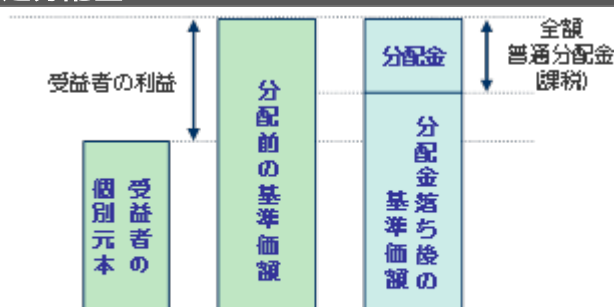 受益者の利益
受益者の
個別元本
分配前の基準価額
分配金
分配金落ち後の
基準価額
全額
普通分配金
(課税)